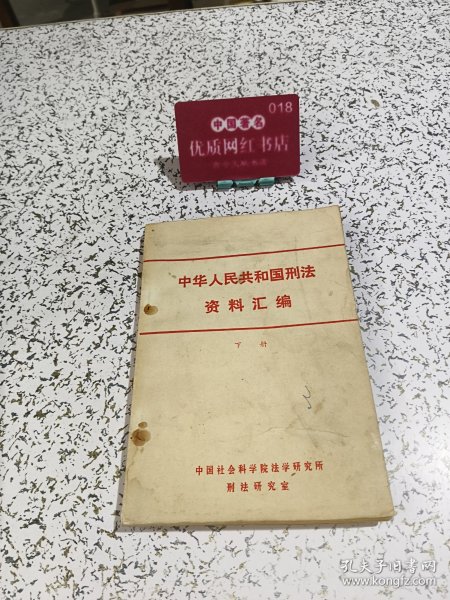 018
中国著名
优质网红书店
中华人民共和国刑法
资料汇编
下册
中国社会科学院法学研究所
刑法研究室
孔夫子旧书网
www.kongfz.com